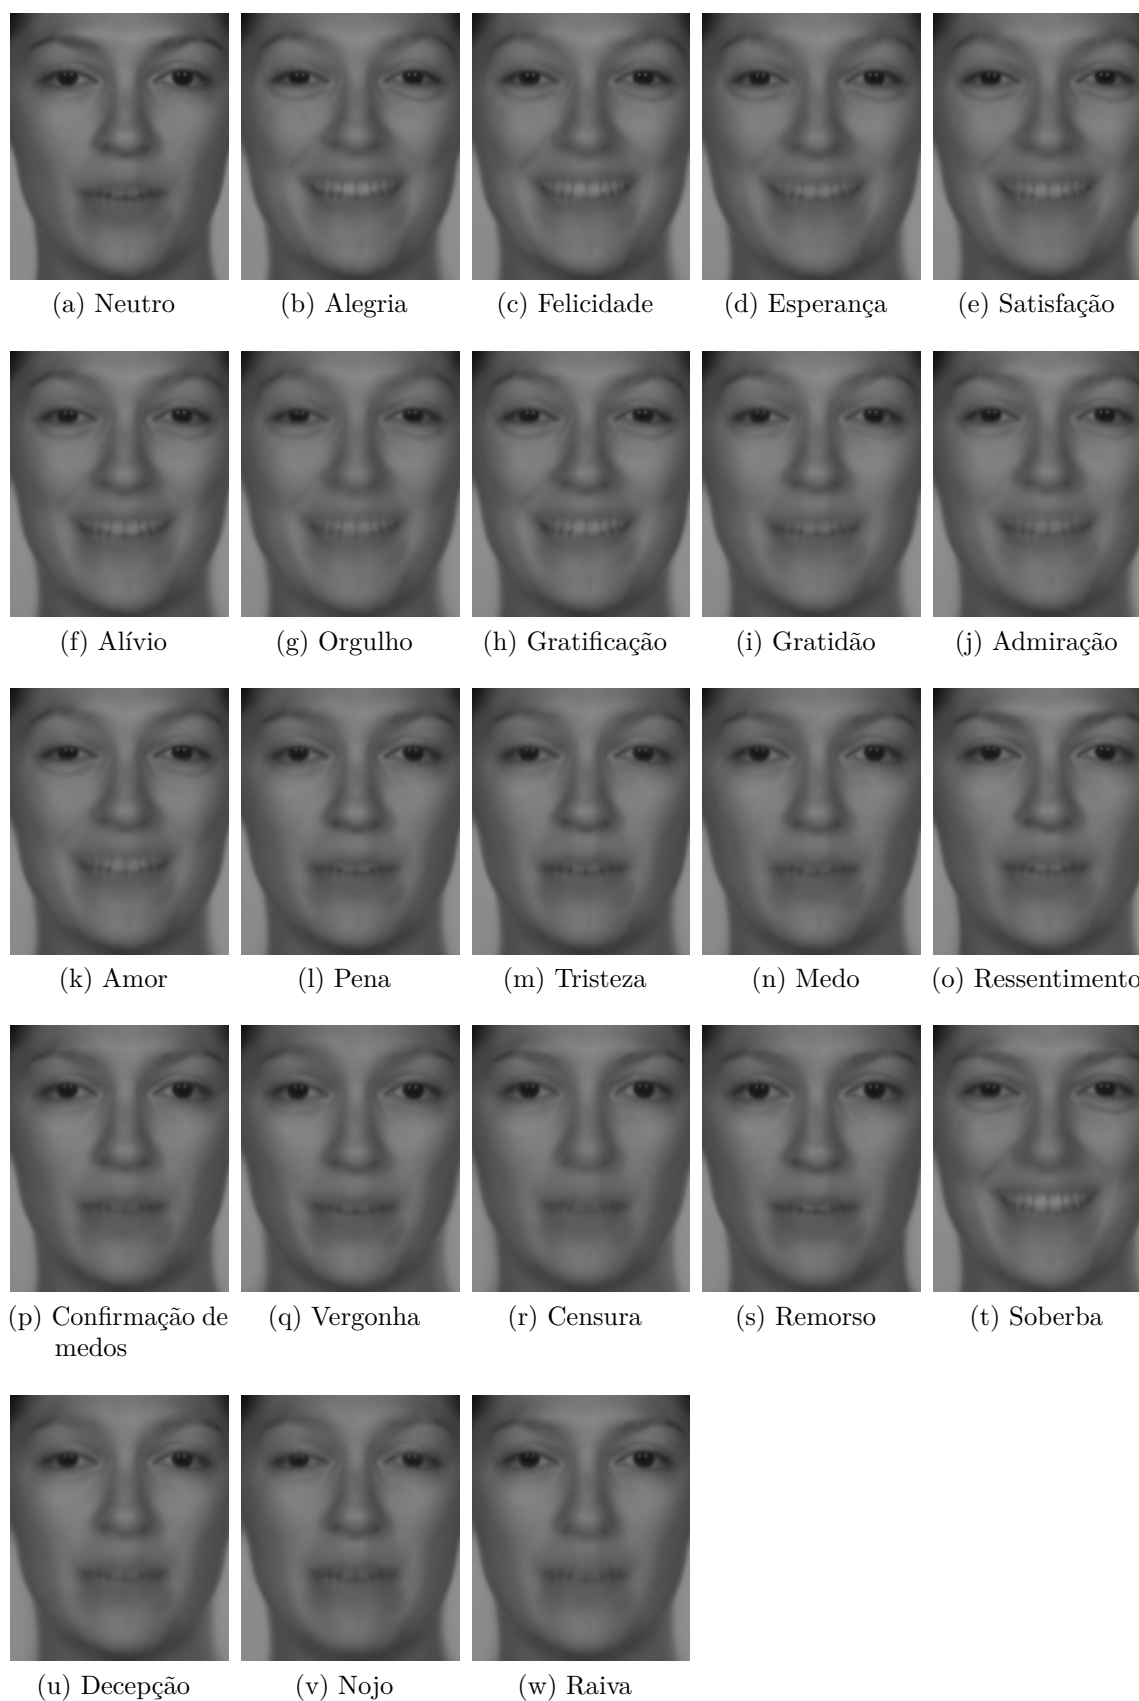 (a) Neutro
(b) Alegria
(c) Felicidade
(d) Esperança
(e) Satisfação
(f) Alívio
(g) Orgulho
(h) Gratificação
(i) Gratidão
(j) Admiração
(k) Amor
(l) Pena
(m) Tristeza
(n) Medo
(o) Ressentimento
(p) Confirmação de
medos
(q) Vergonha
(r) Censura
(s) Remorso
(t) Soberba
(u) Decepção
(v) Nojo
(w) Raiva